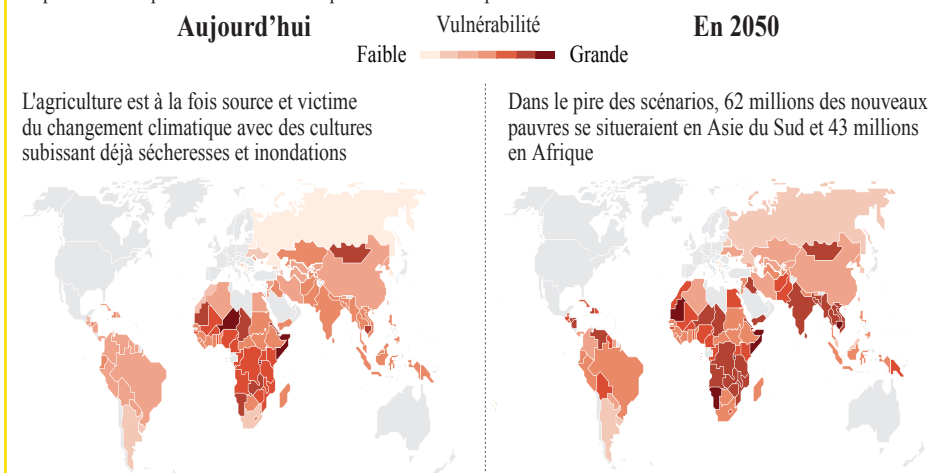 Aujourd'hui
Vulnérabilité
En 2050
Faible
Grande
L'agriculture est à la fois source et victime
du changement climatique avec des cultures
subissant déjà sécheresses et inondations
Dans le pire des scénarios, 62 millions des nouveaux
pauvres se situeraient en Asie du Sud et 43 millions
en Afrique